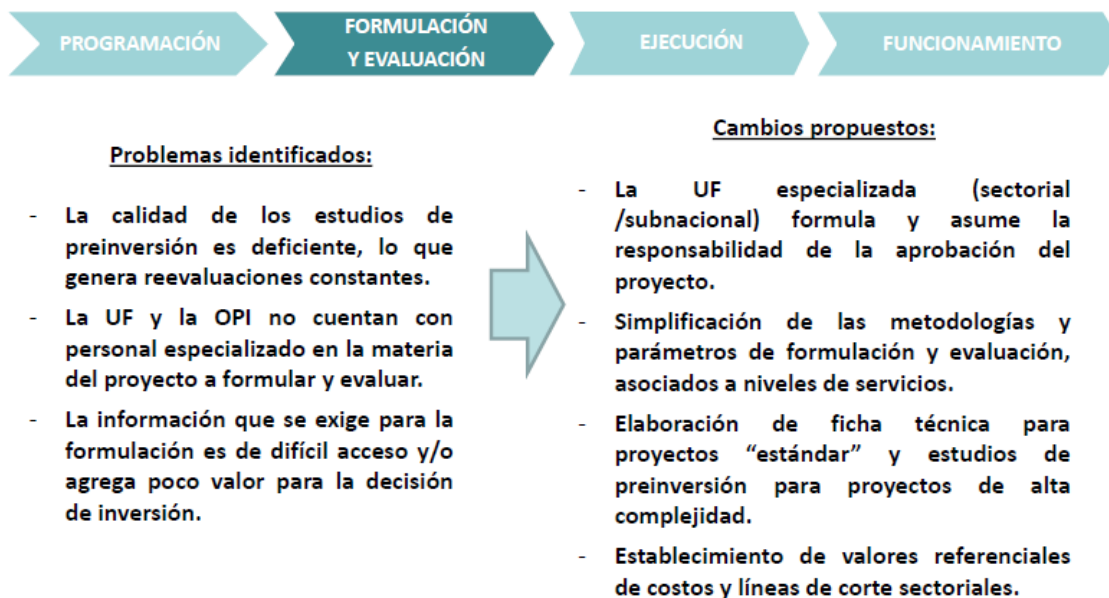 PROGRAMACIÓN
FORMULACIÓN
Y EVALUACIÓN
EJECUCIÓN
FUNCIONAMIENTO
Problemas identificados:
- La calidad de los estudios de
preinversión es deficiente, lo que
genera reevaluaciones constantes.
- La UF y la OPI no cuentan con
personal especializado en la materia
del proyecto a formular y evaluar.
- La información que se exige para la
formulación es de difícil acceso y/o
agrega poco valor para la decisión
de inversión.
Cambios propuestos:
- La UF especializada (sectorial
/subnacional) formula y asume la
responsabilidad de la aprobación del
proyecto.
- Simplificación de las metodologías y
parámetros de formulación y evaluación,
asociados a niveles de servicios.
- Elaboración de ficha técnica para
proyectos “estándar” y estudios de
preinversión para proyectos de alta
complejidad.
- Establecimiento de valores referenciales
de costos y líneas de corte sectoriales.